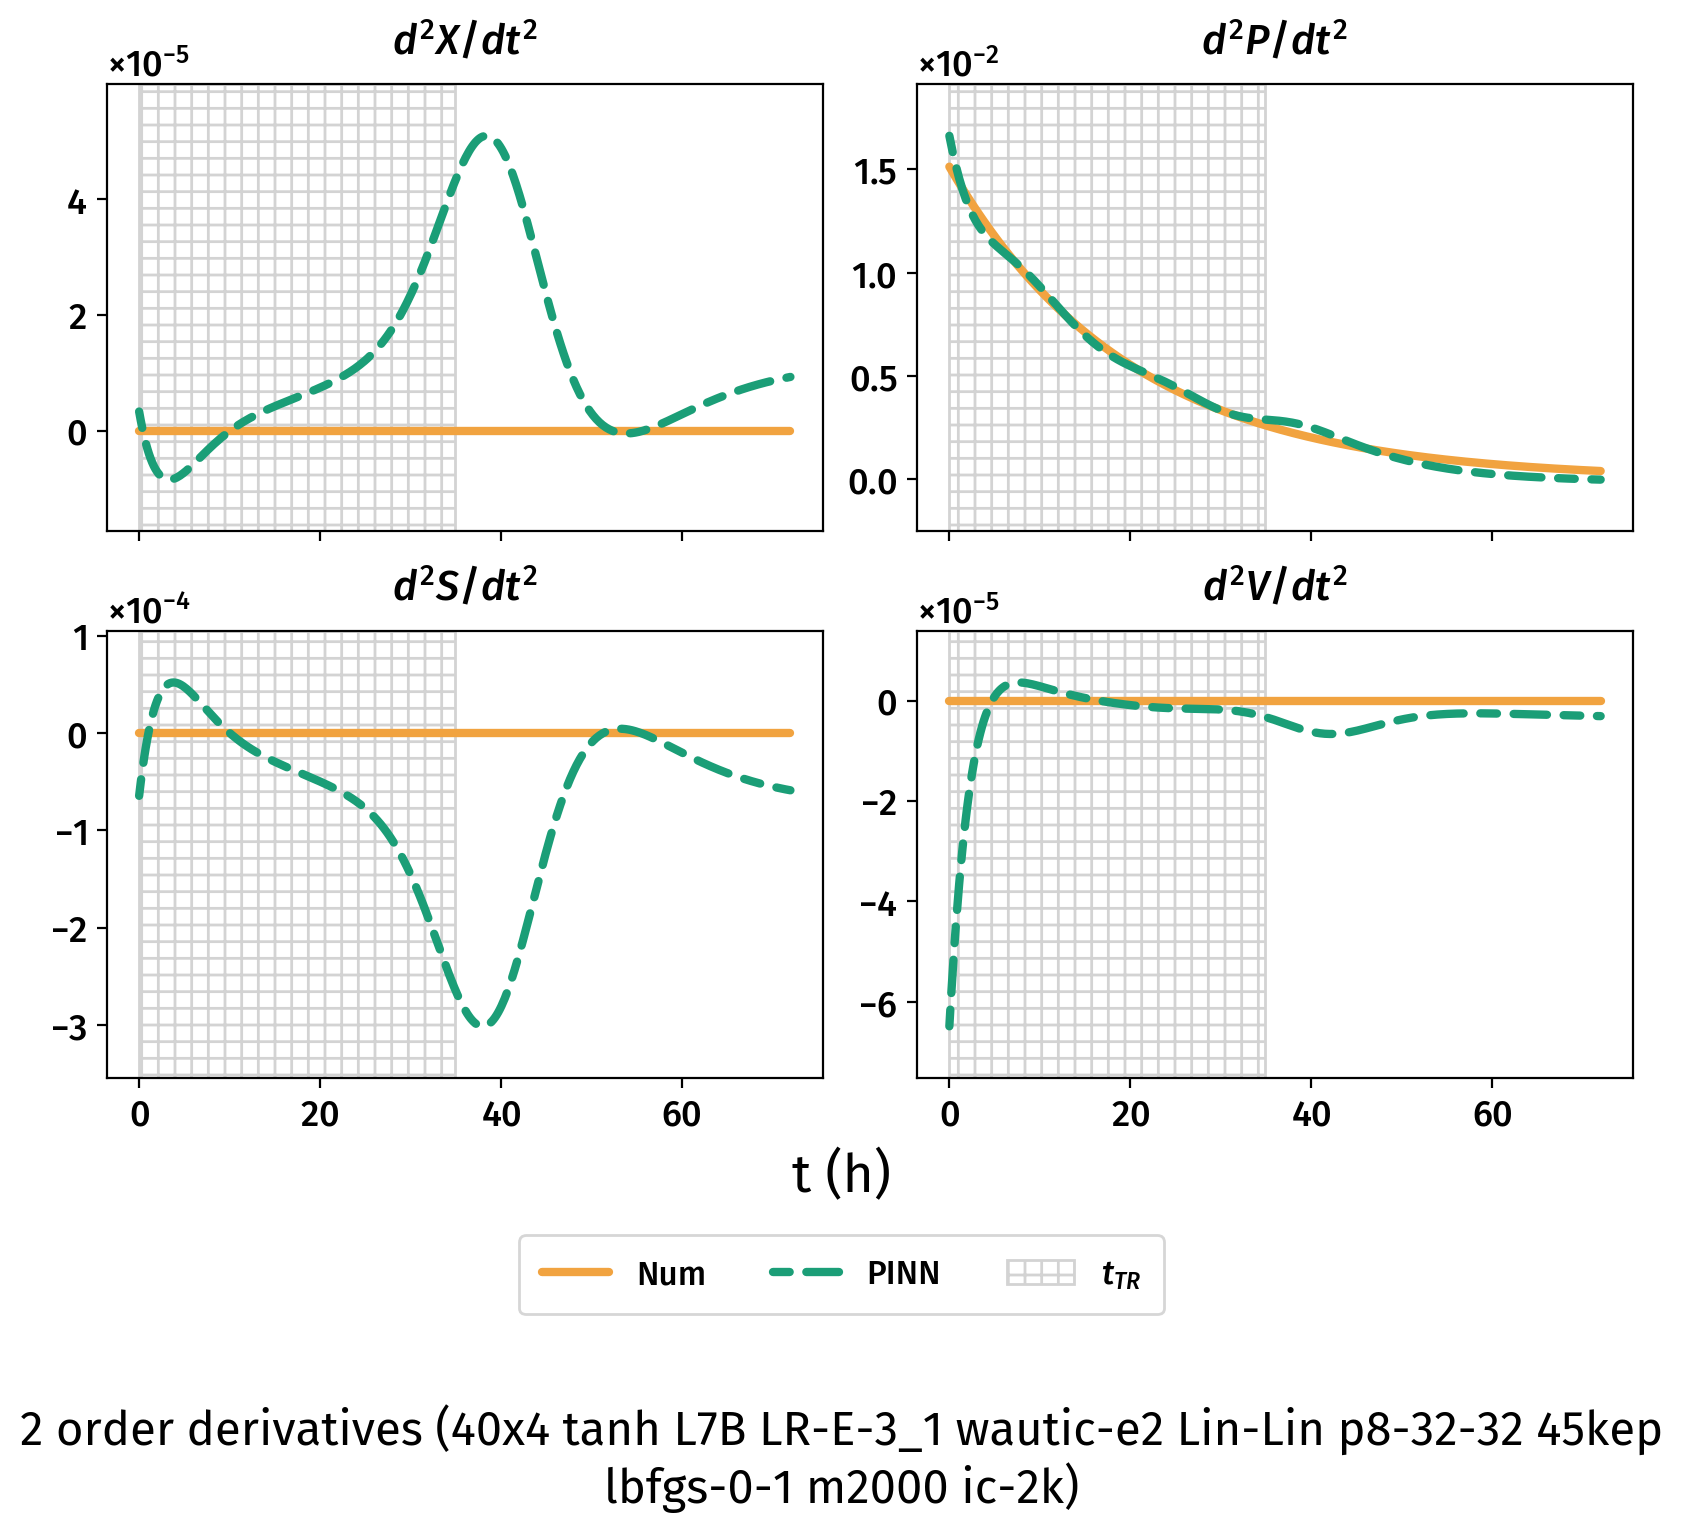 d²X/dt²
×10⁻⁵
4
2
0
d²P/dt²
×10⁻²
1.5
1.0
0.5
0.0
d²S/dt²
×10⁻⁴
1
0
−1
−2
−3
0 20 40 60
d²V/dt²
×10⁻⁵
0
−2
−4
−6
0 20 40 60
t (h)
Num PINN t_TR
2 order derivatives (40x4 tanh L7B LR-E-3_1 wautic-e2 Lin-Lin p8-32-32 45kep
lbfgs-0-1 m2000 ic-2k)